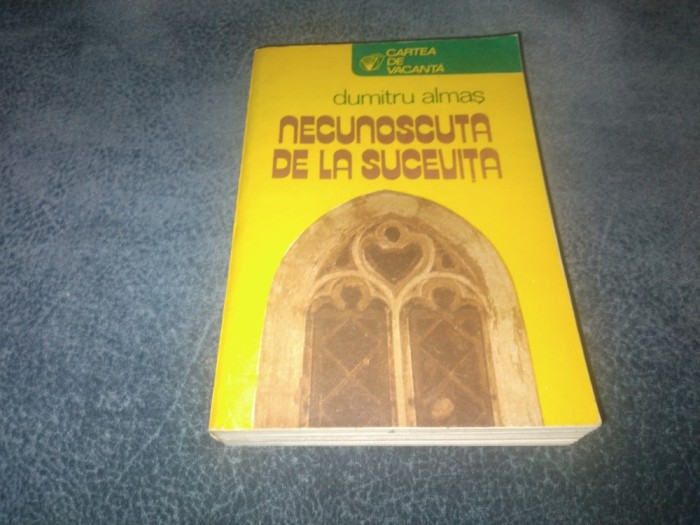 CARTEA
DE
VACANȚĂ
dumitru almaș
NECUNOSCUTA
DE LA SUCEVIȚA